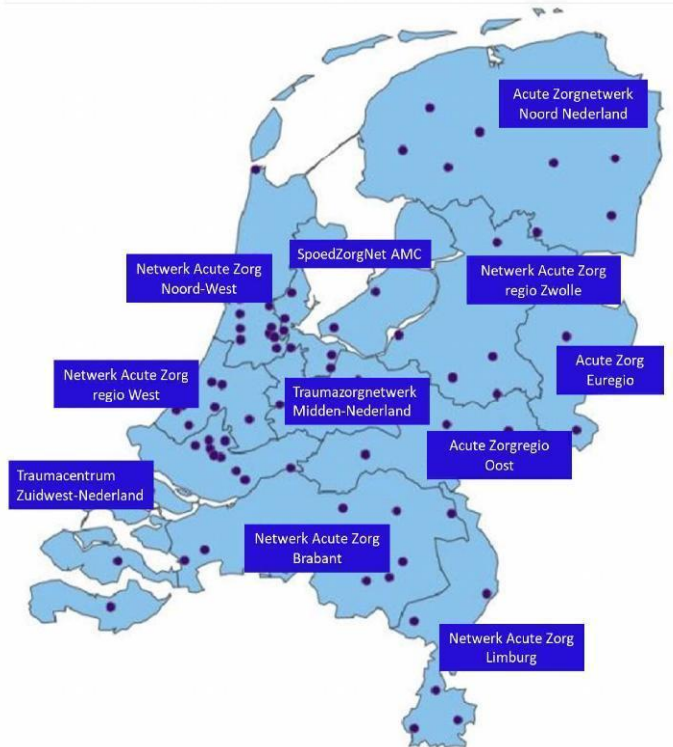 Acute Zorgnetwerk
Noord Nederland
SpoedZorgNet AMC
Netwerk Acute Zorg
Noord-West
Netwerk Acute Zorg
regio Zwolle
Acute Zorg
Euregio
Netwerk Acute Zorg
regio West
Traumazorgnetwerk
Midden-Nederland
Acute Zorgregio
Oost
Traumacentrum
Zuidwest-Nederland
Netwerk Acute Zorg
Brabant
Netwerk Acute Zorg
Limburg